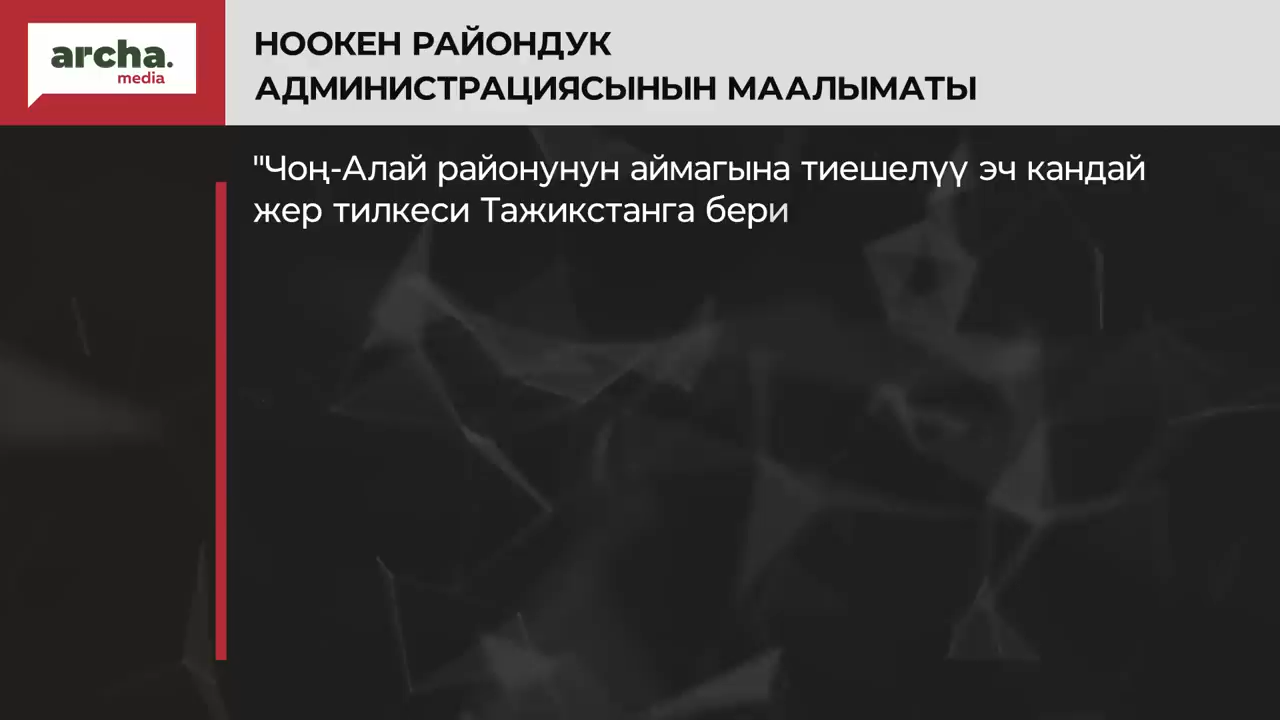 archa.
media
НООКЕН РАЙОНДУК
АДМИНИСТРАЦИЯСЫНЫН МААЛЫМАТЫ
"Чоң-Алай районунун аймагына тиешелүү эч кандай
жер тилкеси Тажикстанга бери